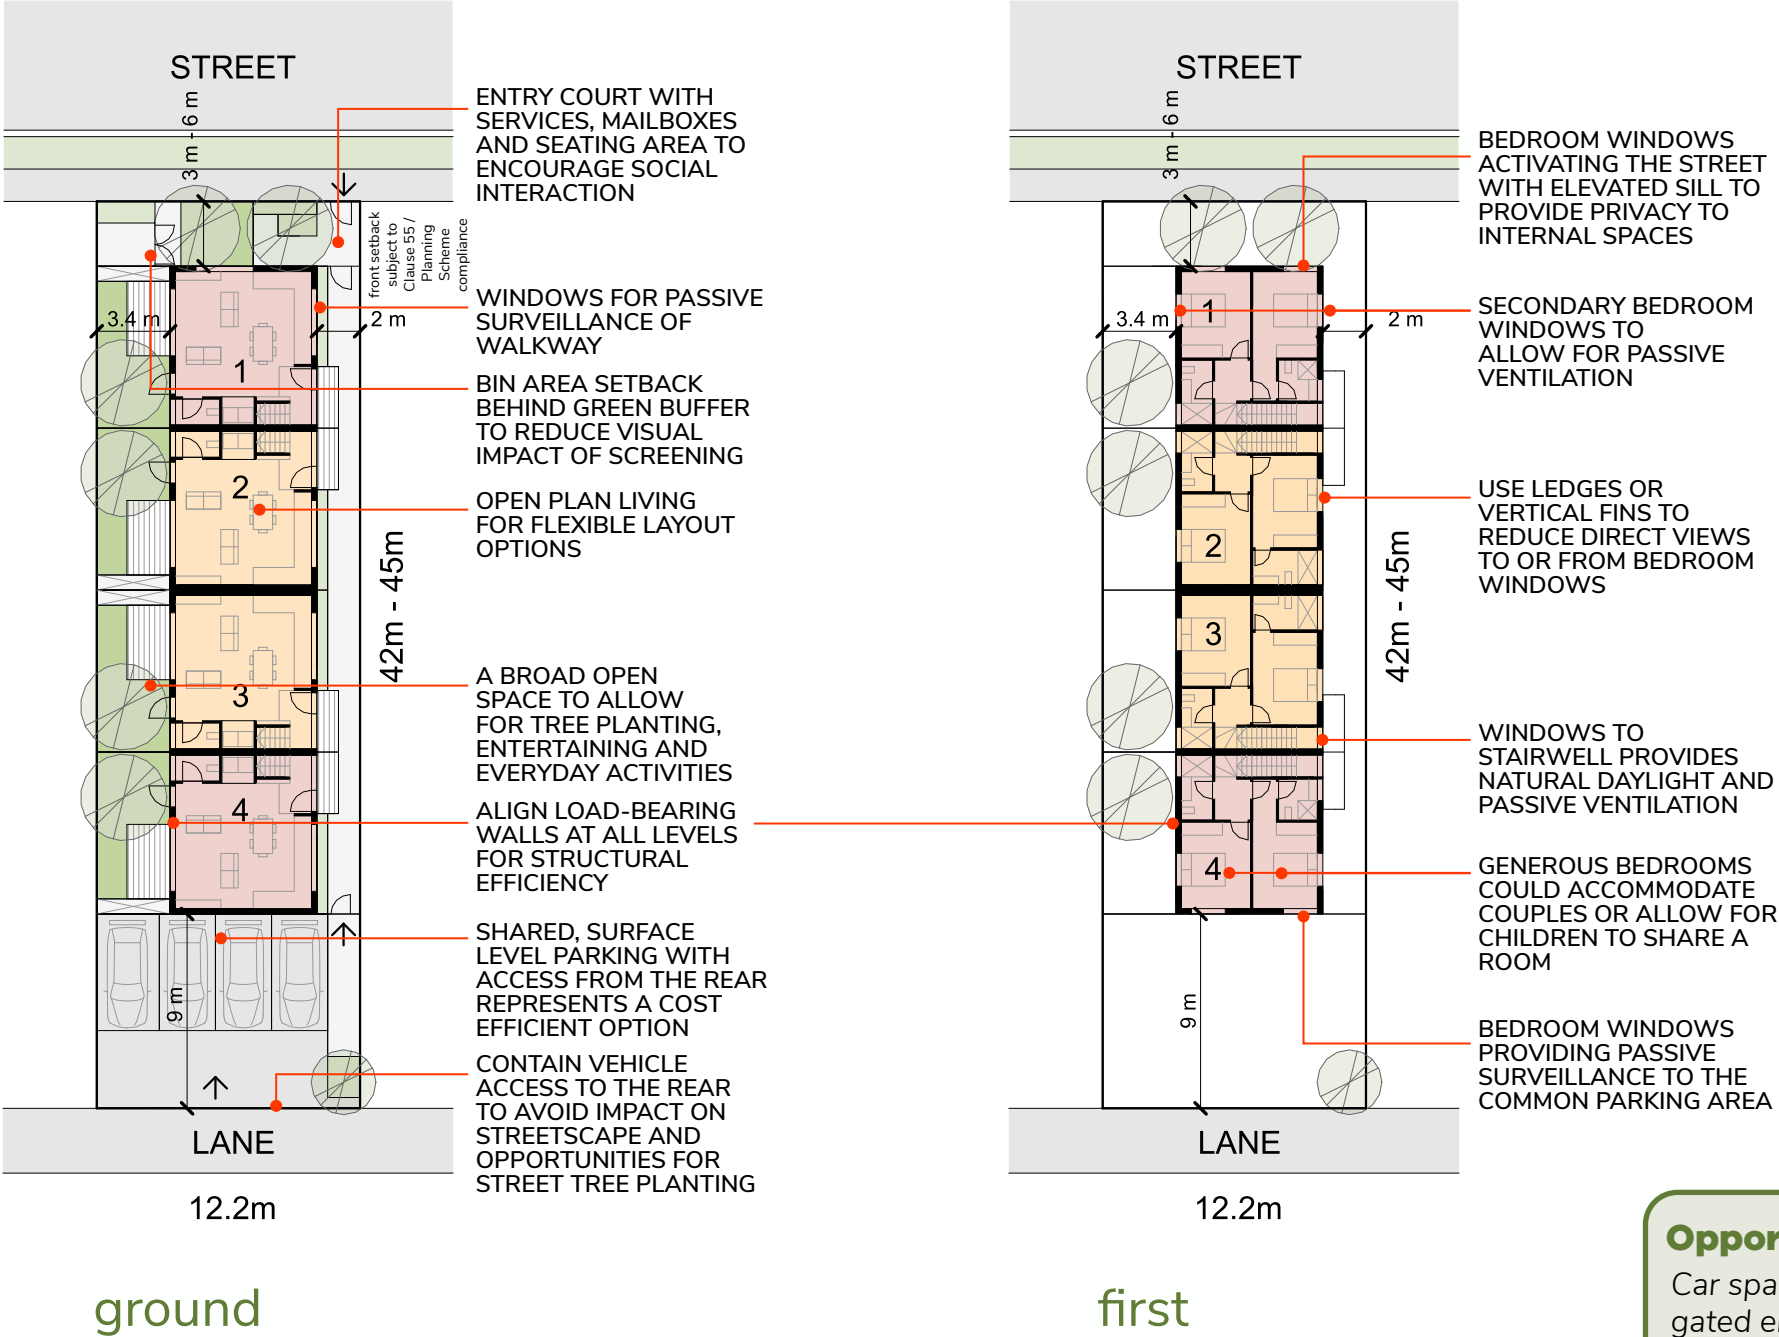 STREET
3 m - 6 m
ENTRY COURT WITH
SERVICES, MAILBOXES
AND SEATING AREA TO
ENCOURAGE SOCIAL
INTERACTION
front setback
subject to
Clause 55 /
Planning
Scheme
compliance
WINDOWS FOR PASSIVE
SURVEILLANCE OF
WALKWAY
3.4 m
2 m
1
BIN AREA SETBACK
BEHIND GREEN BUFFER
TO REDUCE VISUAL
IMPACT OF SCREENING
2
OPEN PLAN LIVING
FOR FLEXIBLE LAYOUT
OPTIONS
42m - 45m
3
A BROAD OPEN
SPACE TO ALLOW
FOR TREE PLANTING,
ENTERTAINING AND
EVERYDAY ACTIVITIES
4
ALIGN LOAD-BEARING
WALLS AT ALL LEVELS
FOR STRUCTURAL
EFFICIENCY
SHARED, SURFACE
LEVEL PARKING WITH
ACCESS FROM THE REAR
REPRESENTS A COST
EFFICIENT OPTION
9 m
CONTAIN VEHICLE
ACCESS TO THE REAR
TO AVOID IMPACT ON
STREETSCAPE AND
OPPORTUNITIES FOR
STREET TREE PLANTING
LANE
12.2m
ground
STREET
3 m - 6 m
BEDROOM WINDOWS
ACTIVATING THE STREET
WITH ELEVATED SILL TO
PROVIDE PRIVACY TO
INTERNAL SPACES
1
3.4 m
2 m
SECONDARY BEDROOM
WINDOWS TO
ALLOW FOR PASSIVE
VENTILATION
2
USE LEDGES OR
VERTICAL FINS TO
REDUCE DIRECT VIEWS
TO OR FROM BEDROOM
WINDOWS
42m - 45m
3
WINDOWS TO
STAIRWELL PROVIDES
NATURAL DAYLIGHT AND
PASSIVE VENTILATION
4
GENEROUS BEDROOMS
COULD ACCOMMODATE
COUPLES OR ALLOW FOR
CHILDREN TO SHARE A
ROOM
9 m
BEDROOM WINDOWS
PROVIDING PASSIVE
SURVEILLANCE TO THE
COMMON PARKING AREA
LANE
12.2m
first
Car
gated